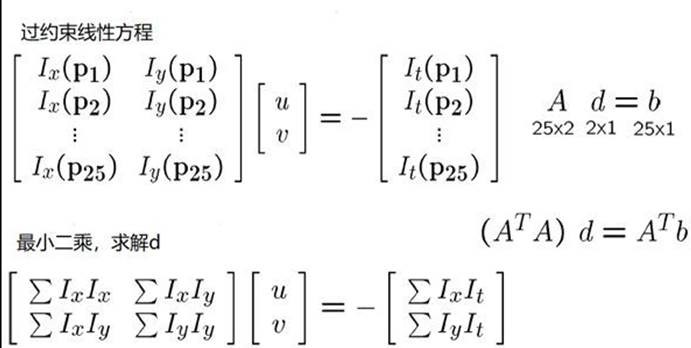 过约束线性方程
[ Ix(p1) Iy(p1) ; Ix(p2) Iy(p2) ; ⋮ ⋮ ; Ix(p25) Iy(p25) ] [ u ; v ] = − [ It(p1) ; It(p2) ; ⋮ ; It(p25) ]
A d = b
25x2 2x1 25x1
最小二乘，求解d
(A^T A) d = A^T b
[ ∑ IxIx ∑ IxIy ; ∑ IxIy ∑ IyIy ] [ u ; v ] = − [ ∑ IxIt ; ∑ IyIt ]